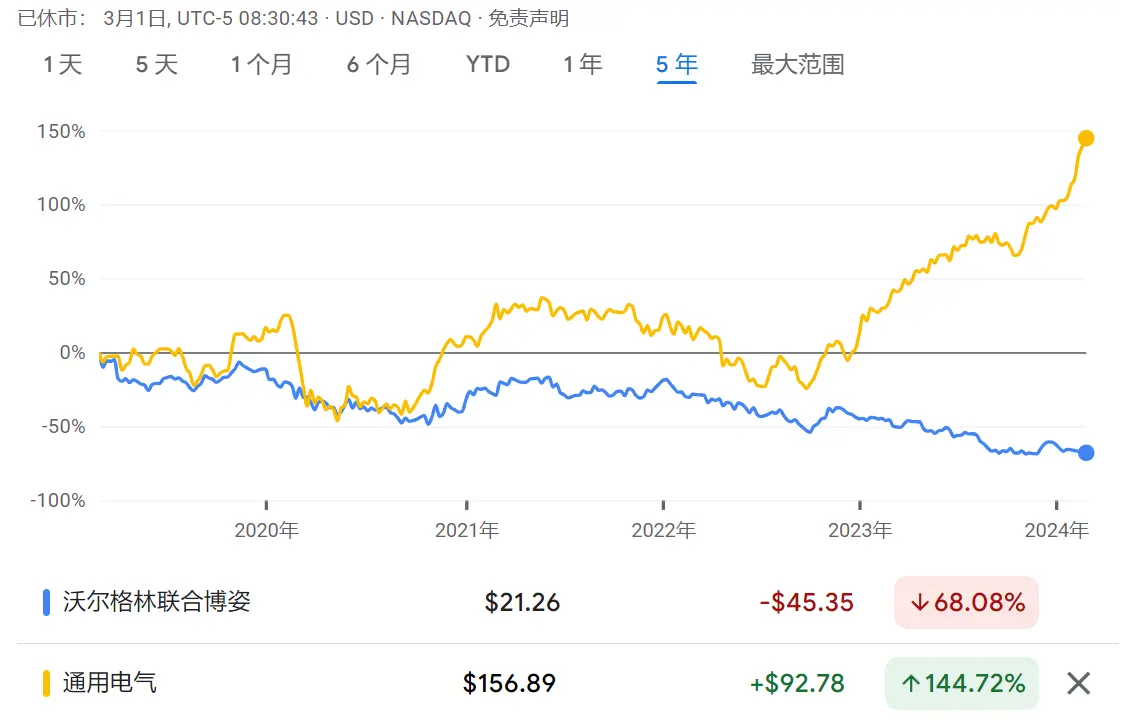 已休市： 3月1日, UTC-5 08:30:43 · USD · NASDAQ · 免责声明
1 天 5 天 1 个月 6 个月 YTD 1 年 5 年 最大范围
150%
100%
50%
0%
-50%
-100%
2020年 2021年 2022年 2023年 2024年
沃尔格林联合博姿 $21.26 -$45.35 ↓68.08%
通用电气 $156.89 +$92.78 ↑144.72%